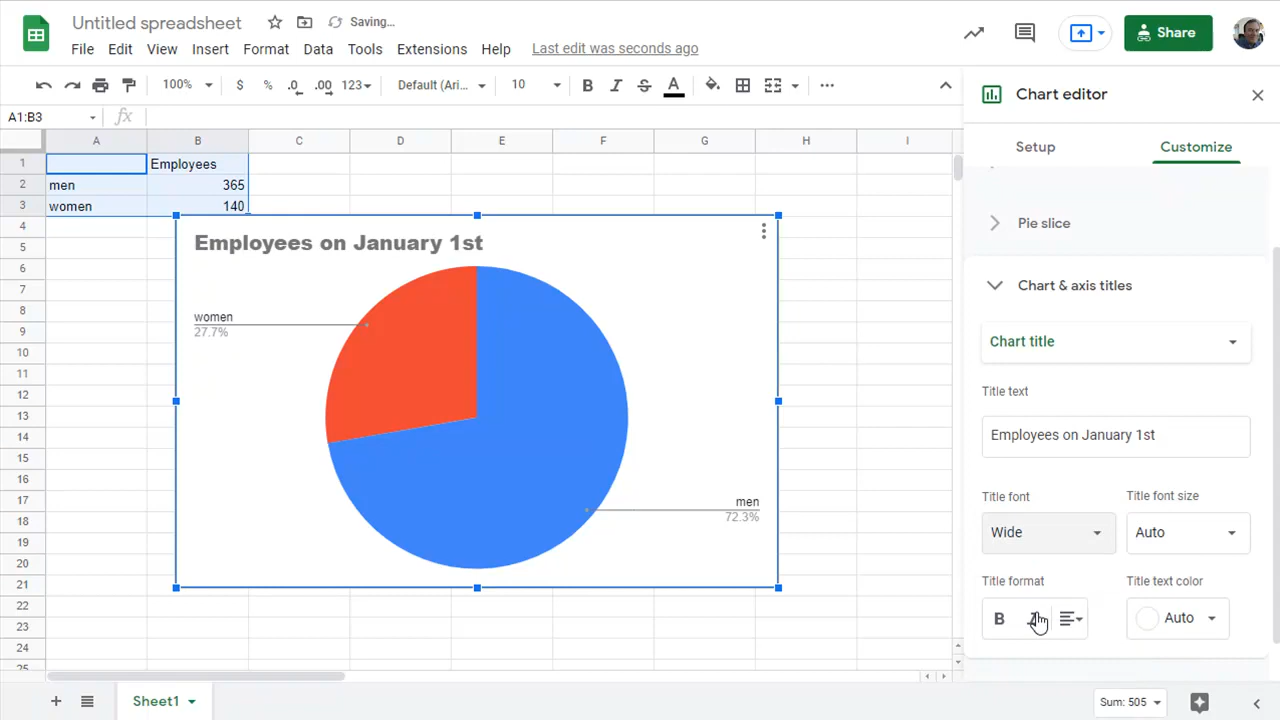 Untitled spreadsheet Saving...
File Edit View Insert Format Data Tools Extensions Help Last edit was seconds ago
Share
100% $ % .0 .00 123 Default (Ari... 10 B I S A
A1:B3 fx
A B C D E F G H I
1 Employees
2 men 365
3 women 140
4
5
6
7
8
9
10
11
12
13
14
15
16
17
18
19
20
21
22
23
24
25
Employees on January 1st
women
27.7%
men
72.3%
Chart editor
Setup Customize
Pie slice
Chart & axis titles
Chart title
Title text
Employees on January 1st
Title font Title font size
Wide Auto
Title format Title text color
B Auto
Sheet1 Sum: 505